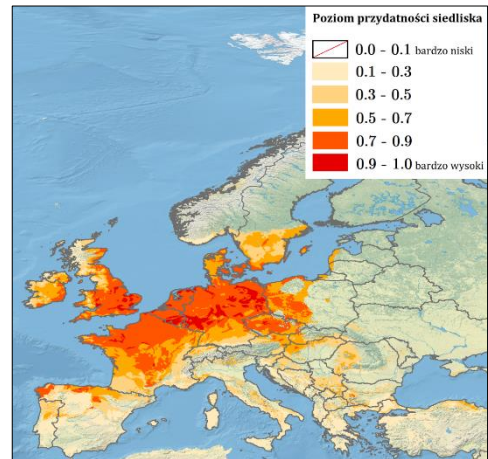 Poziom przydatności siedliska
0.0 – 0.1 bardzo niski
0.1 – 0.3
0.3 – 0.5
0.5 – 0.7
0.7 – 0.9
0.9 – 1.0 bardzo wysoki